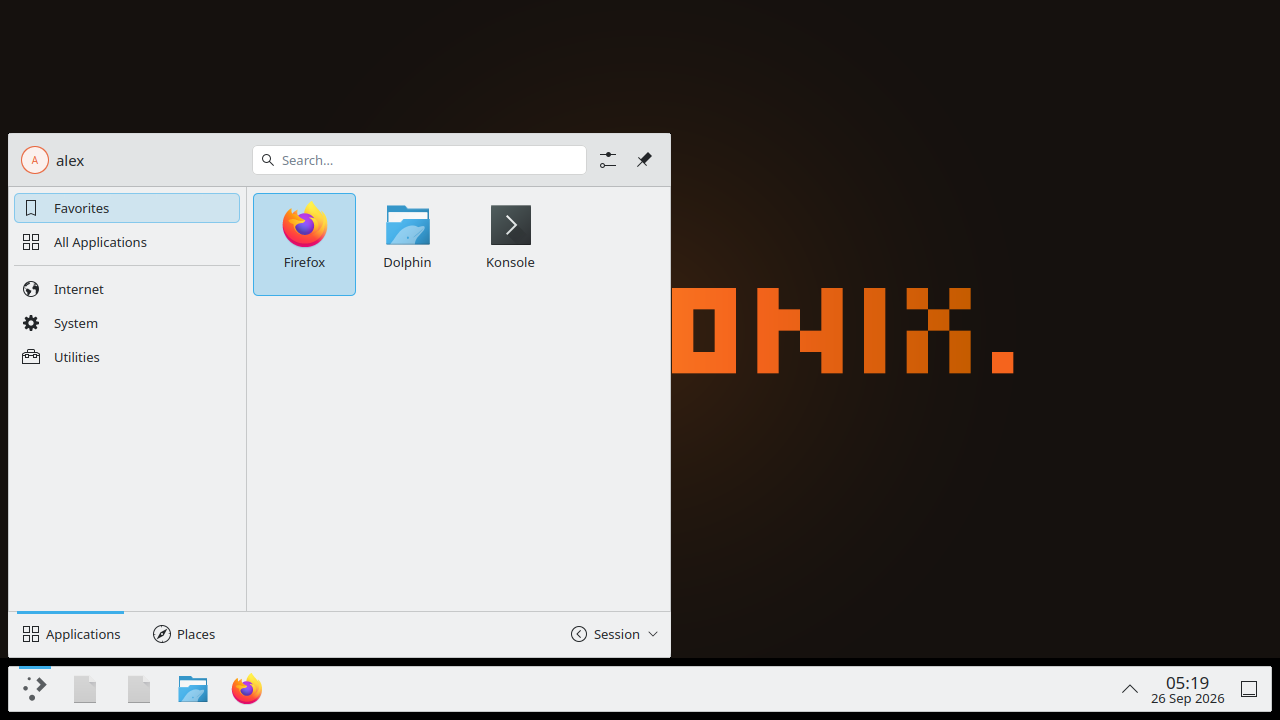 A alex
Search...
Favorites
All Applications
Internet
System
Utilities
Firefox
Dolphin
Konsole
ONIX.
Applications
Places
Session
05:19
26 Sep 2026